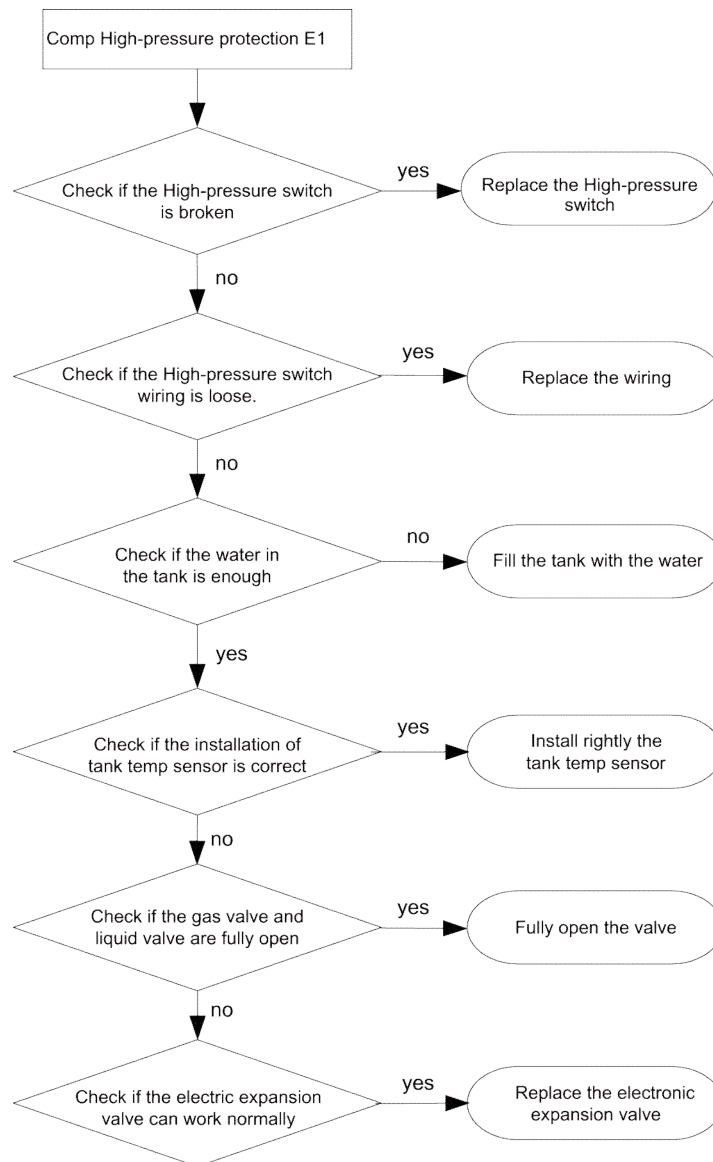 Comp High-pressure protection E1
Check if the High-pressure switch
is broken
yes
Replace the High-pressure
switch
no
Check if the High-pressure switch
wiring is loose.
yes
Replace the wiring
no
Check if the water in
the tank is enough
no
Fill the tank with the water
yes
Check if the installation of
tank temp sensor is correct
yes
Install rightly the
tank temp sensor
no
Check if the gas valve and
liquid valve are fully open
yes
Fully open the valve
no
Check if the electric expansion
valve can work normally
yes
Replace the electronic
expansion valve